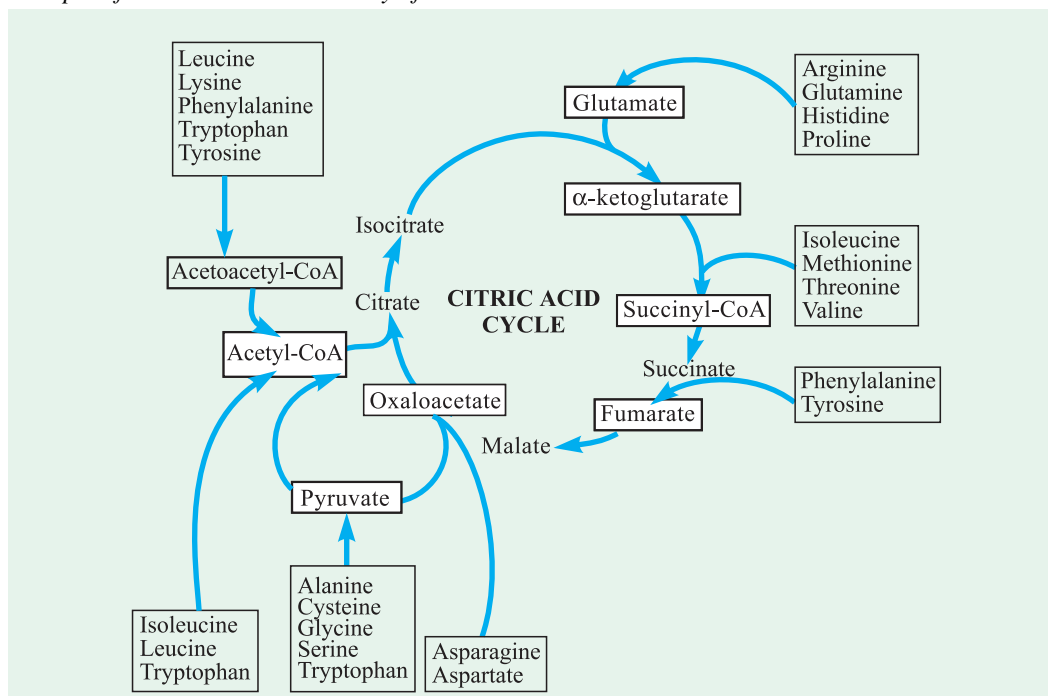 Leucine
Lysine
Phenylalanine
Tryptophan
Tyrosine
Arginine
Glutamine
Histidine
Proline
Glutamate
α-ketoglutarate
Isocitrate
Isoleucine
Methionine
Threonine
Valine
Acetoacetyl-CoA
Citrate
CITRIC ACID
CYCLE
Succinyl-CoA
Acetyl-CoA
Succinate
Oxaloacetate
Phenylalanine
Tyrosine
Fumarate
Malate
Pyruvate
Isoleucine
Leucine
Tryptophan
Alanine
Cysteine
Glycine
Serine
Tryptophan
Asparagine
Aspartate